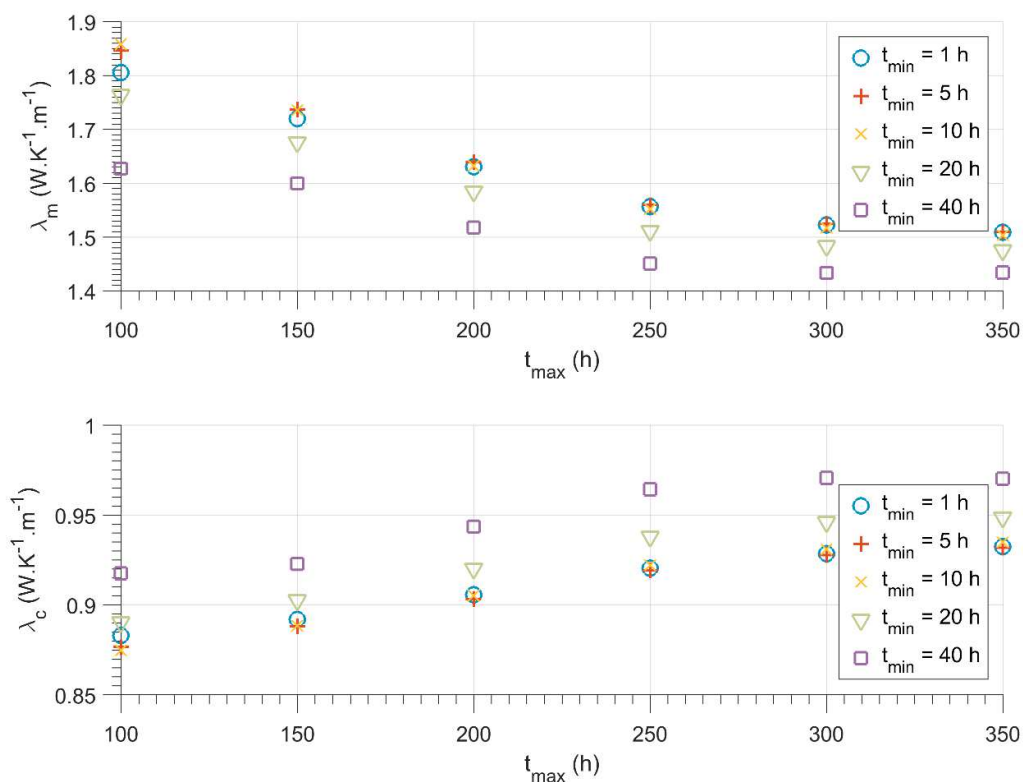 1.9
1.8
1.7
1.6
1.5
1.4
λm (W.K-1.m-1)
100 150 200 250 300 350
tmax (h)
tmin = 1 h
tmin = 5 h
tmin = 10 h
tmin = 20 h
tmin = 40 h
1
0.95
0.9
0.85
λc (W.K-1.m-1)
100 150 200 250 300 350
tmax (h)
tmin = 1 h
tmin = 5 h
tmin = 10 h
tmin = 20 h
tmin = 40 h